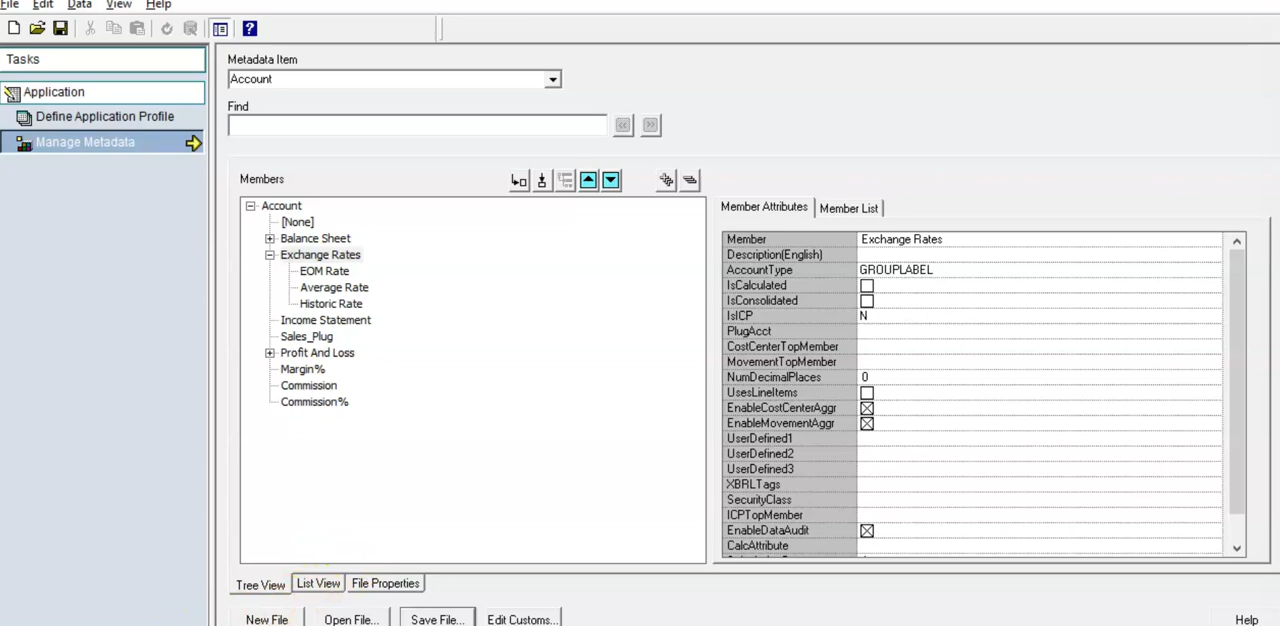 File Edit Data View Help
Tasks
Application
Define Application Profile
Manage Metadata
Metadata Item
Account
Find
Members
Account
[None]
Balance Sheet
Exchange Rates
EOM Rate
Average Rate
Historic Rate
Income Statement
Sales_Plug
Profit And Loss
Margin%
Commission
Commission%
Tree View List View File Properties
Member Attributes Member List
Member Exchange Rates
Description(English)
AccountType GROUPLABEL
IsCalculated
IsConsolidated
IsICP N
PlugAcct
CostCenterTopMember
MovementTopMember
NumDecimalPlaces 0
UsesLineItems
EnableCostCenterAggr
EnableMovementAggr
UserDefined1
UserDefined2
UserDefined3
XBRLTags
SecurityClass
ICPTopMember
EnableDataAudit
CalcAttribute
New File Open File... Save File... Edit Customs... Help